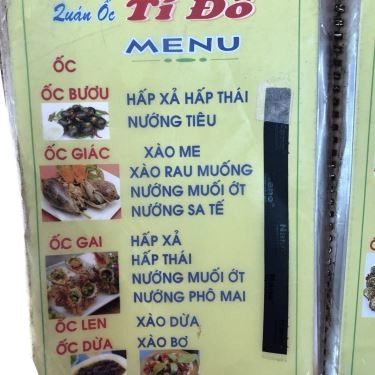 Quán Ốc Tí Đô
MENU
ỐC
ỐC BƯƠU HẤP XẢ HẤP THÁI
NƯỚNG TIÊU
ỐC GIÁC XÀO ME
XÀO RAU MUỐNG
NƯỚNG MUỐI ỚT
NƯỚNG SA TẾ
ỐC GAI HẤP XẢ
HẤP THÁI
NƯỚNG MUỐI ỚT
NƯỚNG PHÔ MAI
ỐC LEN XÀO DỪA
ỐC DỪA XÀO BƠ